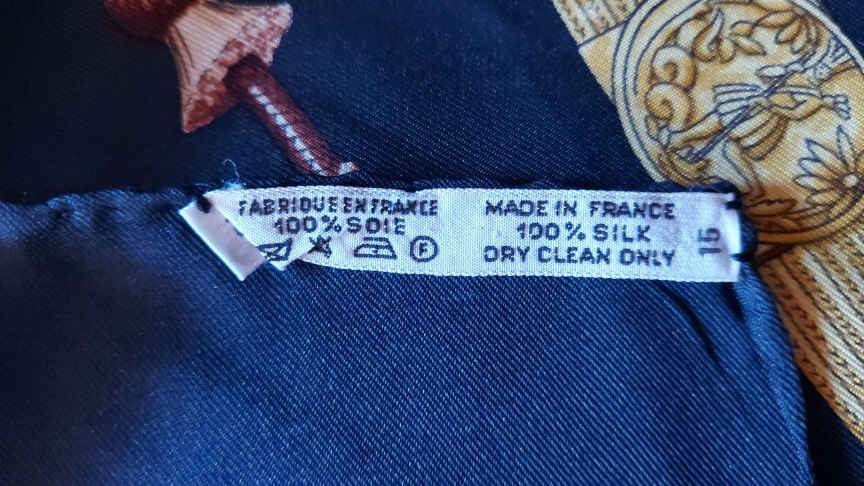 FABRIQUE EN FRANCE
100% SOIE
F
MADE IN FRANCE
100% SILK
DRY CLEAN ONLY
15